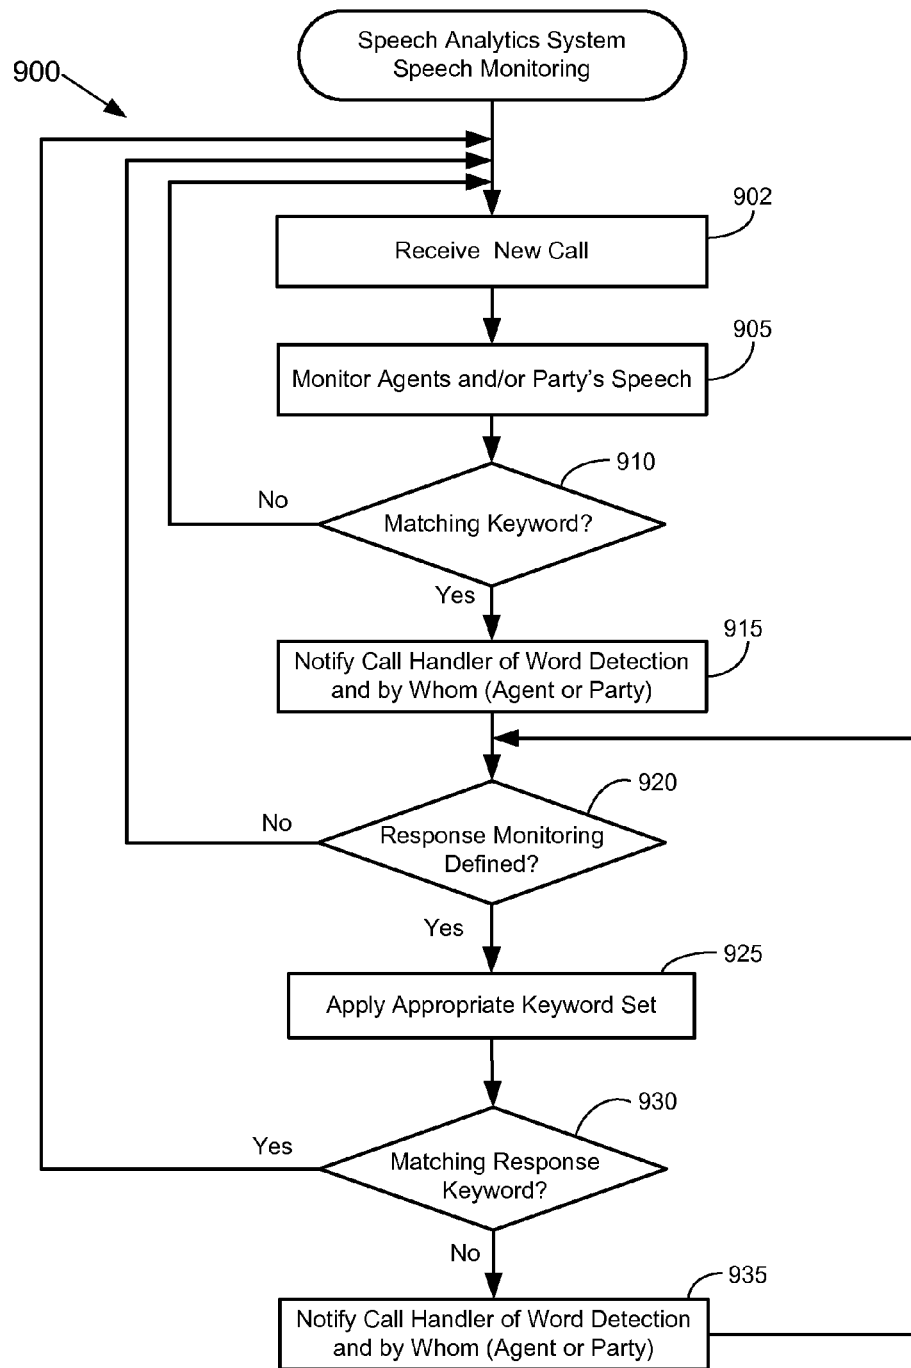 Speech Analytics System
Speech Monitoring
900
902
Receive New Call
905
Monitor Agents and/or Party's Speech
910
No
Matching Keyword?
Yes
915
Notify Call Handler of Word Detection
and by Whom (Agent or Party)
920
No
Response Monitoring
Defined?
Yes
925
Apply Appropriate Keyword Set
930
Yes
Matching Response
Keyword?
No
935
Notify Call Handler of Word Detection
and by Whom (Agent or Party)